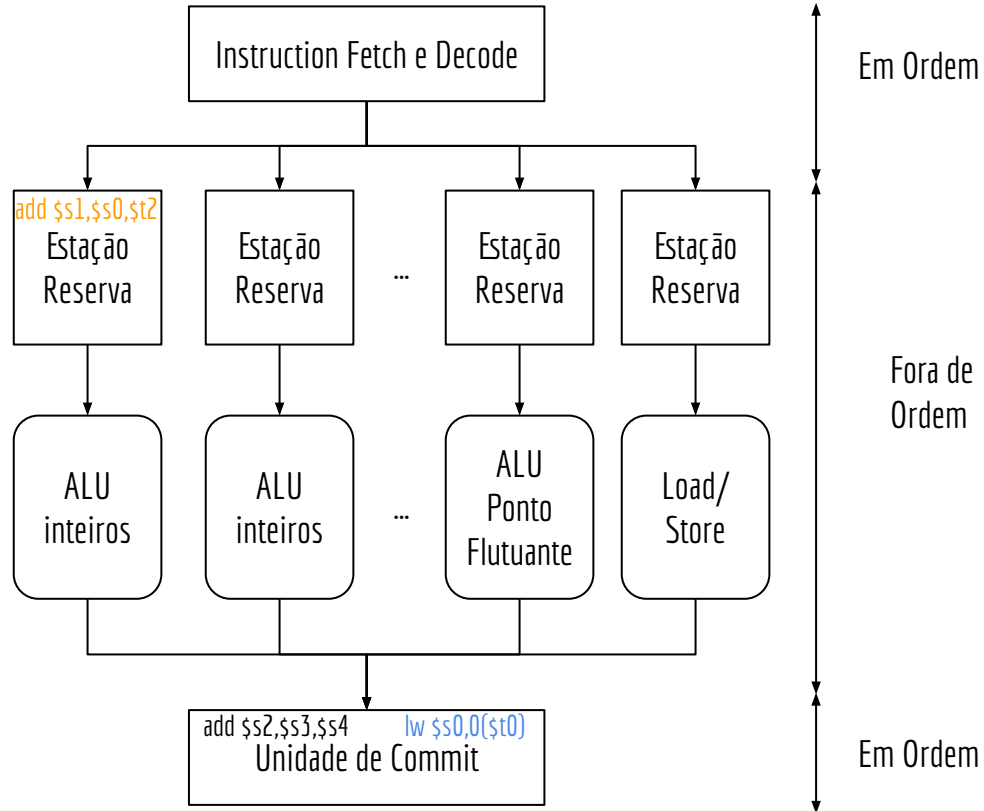 Instruction Fetch e Decode
Em Ordem
add $s1,$s0,$t2
Estação
Reserva
Estação
Reserva
...
Estação
Reserva
Estação
Reserva
Fora de
Ordem
ALU
inteiros
ALU
inteiros
...
ALU
Ponto
Flutuante
Load/
Store
add $s2,$s3,$s4 lw $s0,0($t0)
Unidade de Commit
Em Ordem